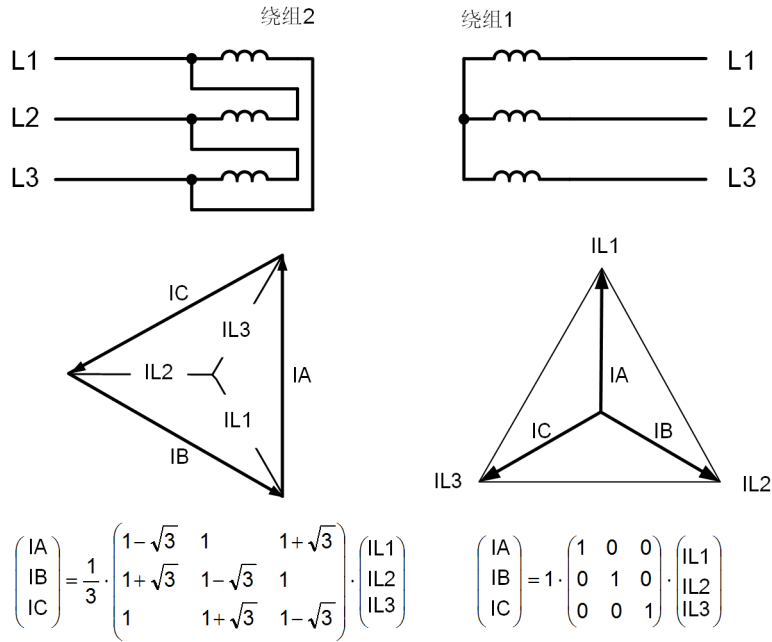 绕组2 绕组1
L1 L1
L2 L2
L3 L3
IL1
IC
IL3
IL2 IA IA
IL1 IC IB
IB
IL3 IL2
(IA IB IC) = 1/3 · (1−√3 1 1+√3; 1+√3 1−√3 1; 1 1+√3 1−√3) · (IL1 IL2 IL3)
(IA IB IC) = 1 · (1 0 0; 0 1 0; 0 0 1) · (IL1 IL2 IL3)